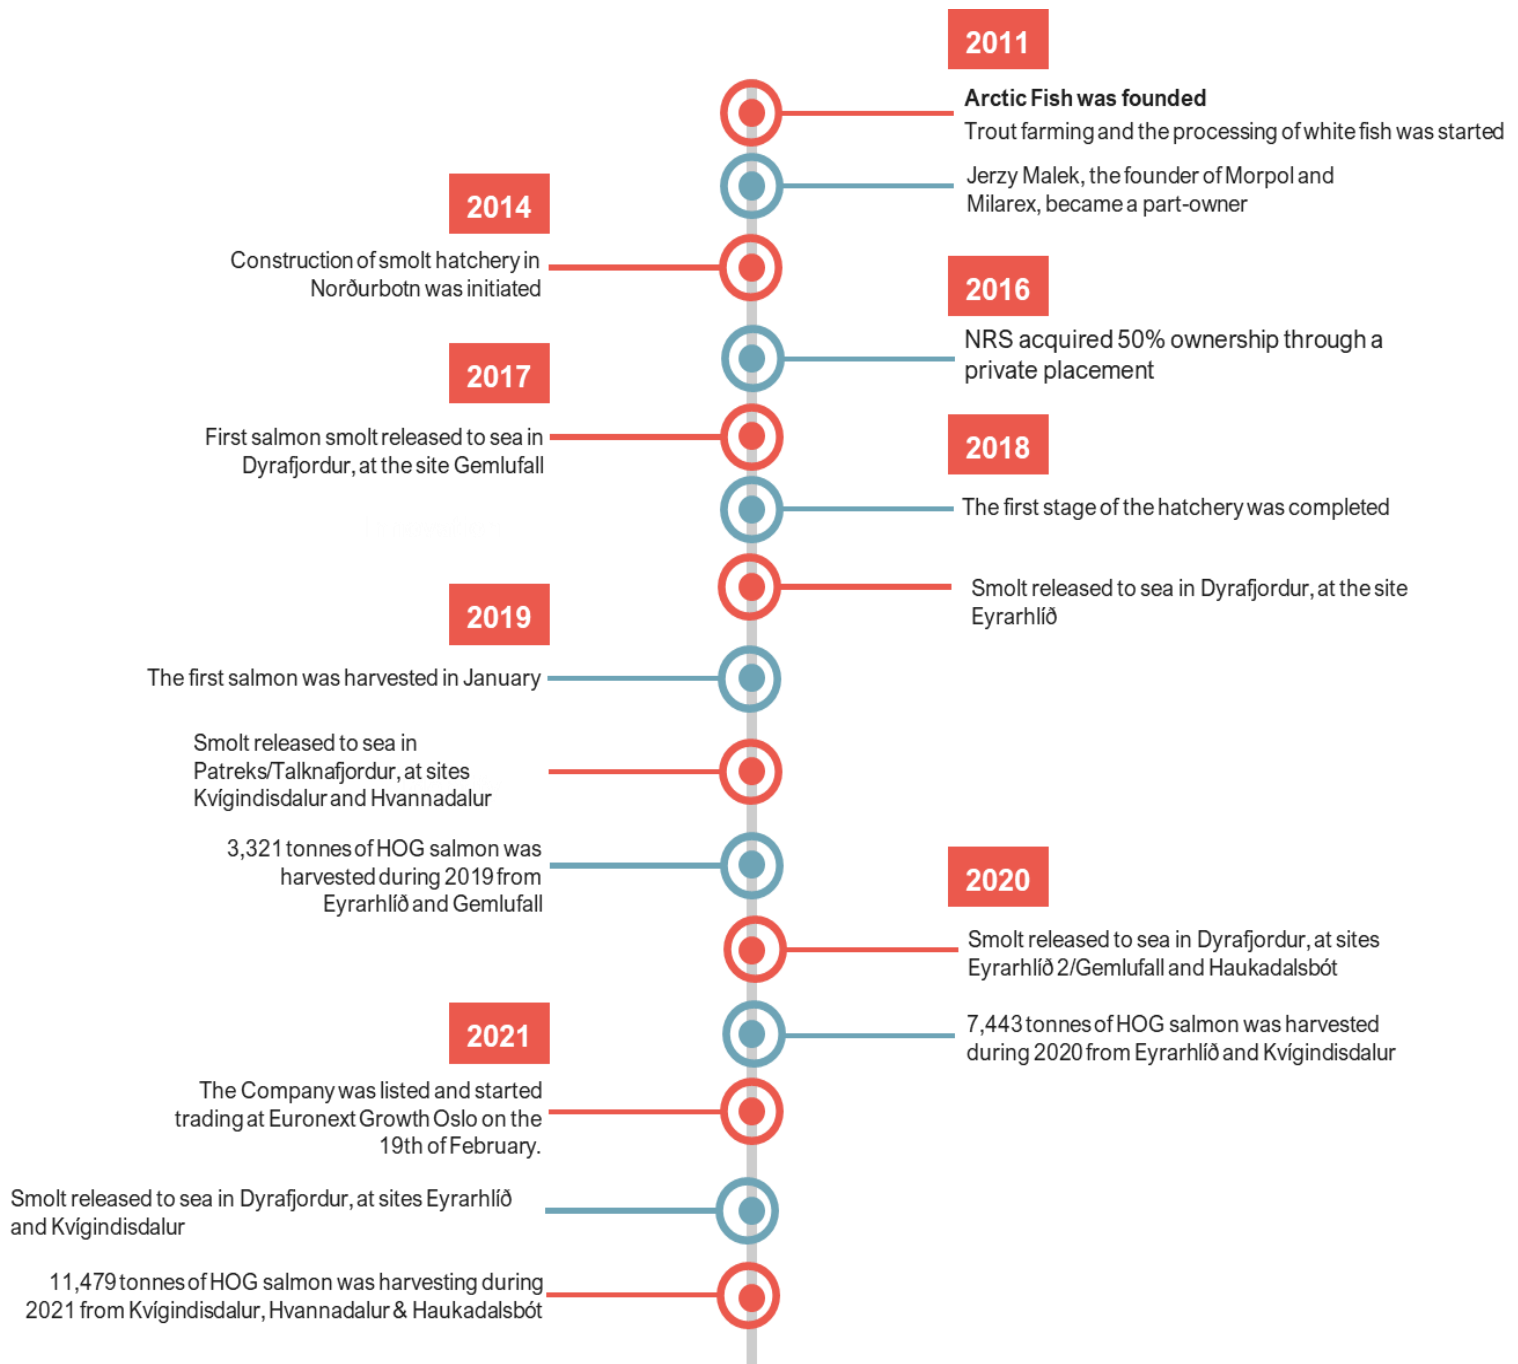 2011
Arctic Fish was founded
Trout farming and the processing of white fish was started
Jerzy Malek, the founder of Morpol and
Milarex, became a part-owner
2014
Construction of smolt hatchery in
Norðurbotn was initiated
2016
NRS acquired 50% ownership through a
private placement
2017
First salmon smolt released to sea in
Dyrafjordur, at the site Gemlufall
2018
The first stage of the hatchery was completed
Smolt released to sea in Dyrafjordur, at the site
Eyrarhlíð
2019
The first salmon was harvested in January
Smolt released to sea in
Patreks/Talknafjordur, at sites
Kvígindisdalur and Hvannadalur
3,321 tonnes of HOG salmon was
harvested during 2019 from
Eyrarhlíð and Gemlufall
2020
Smolt released to sea in Dyrafjordur, at sites
Eyrarhlíð 2/Gemlufall and Haukadalsbót
7,443 tonnes of HOG salmon was harvested
during 2020 from Eyrarhlíð and Kvígindisdalur
2021
The Company was listed and started
trading at Euronext Growth Oslo on the
19th of February.
Smolt released to sea in Dyrafjordur, at sites Eyrarhlíð
and Kvígindisdalur
11,479 tonnes of HOG salmon was harvesting during
2021 from Kvígindisdalur, Hvannadalur & Haukadalsbót